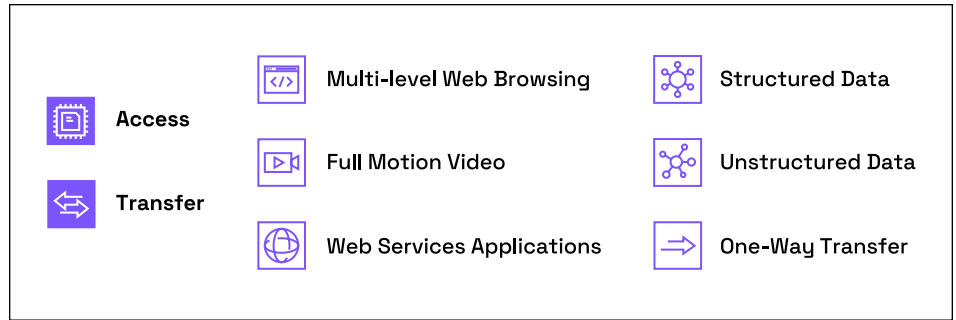 Access
Transfer
Multi-level Web Browsing
Full Motion Video
Web Services Applications
Structured Data
Unstructured Data
One-Way Transfer